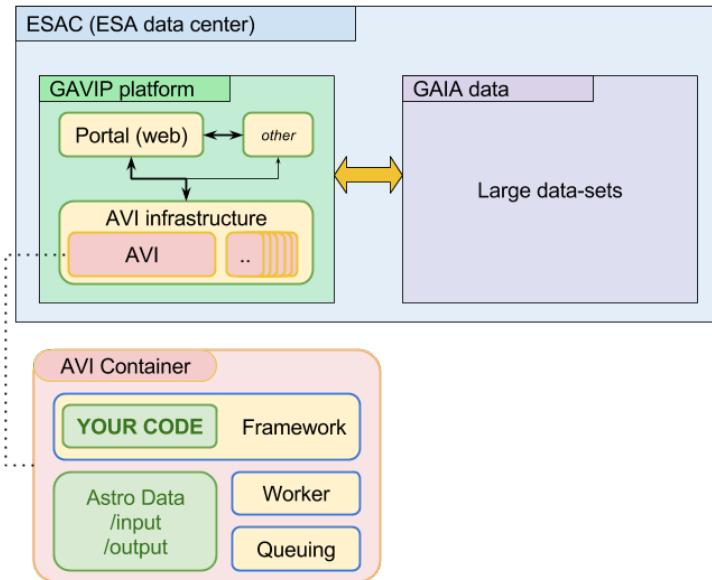 ESAC (ESA data center)
GAVIP platform
GAIA data
Portal (web)
other
Large data-sets
AVI infrastructure
AVI
..
AVI Container
YOUR CODE
Framework
Astro Data
/input
/output
Worker
Queuing